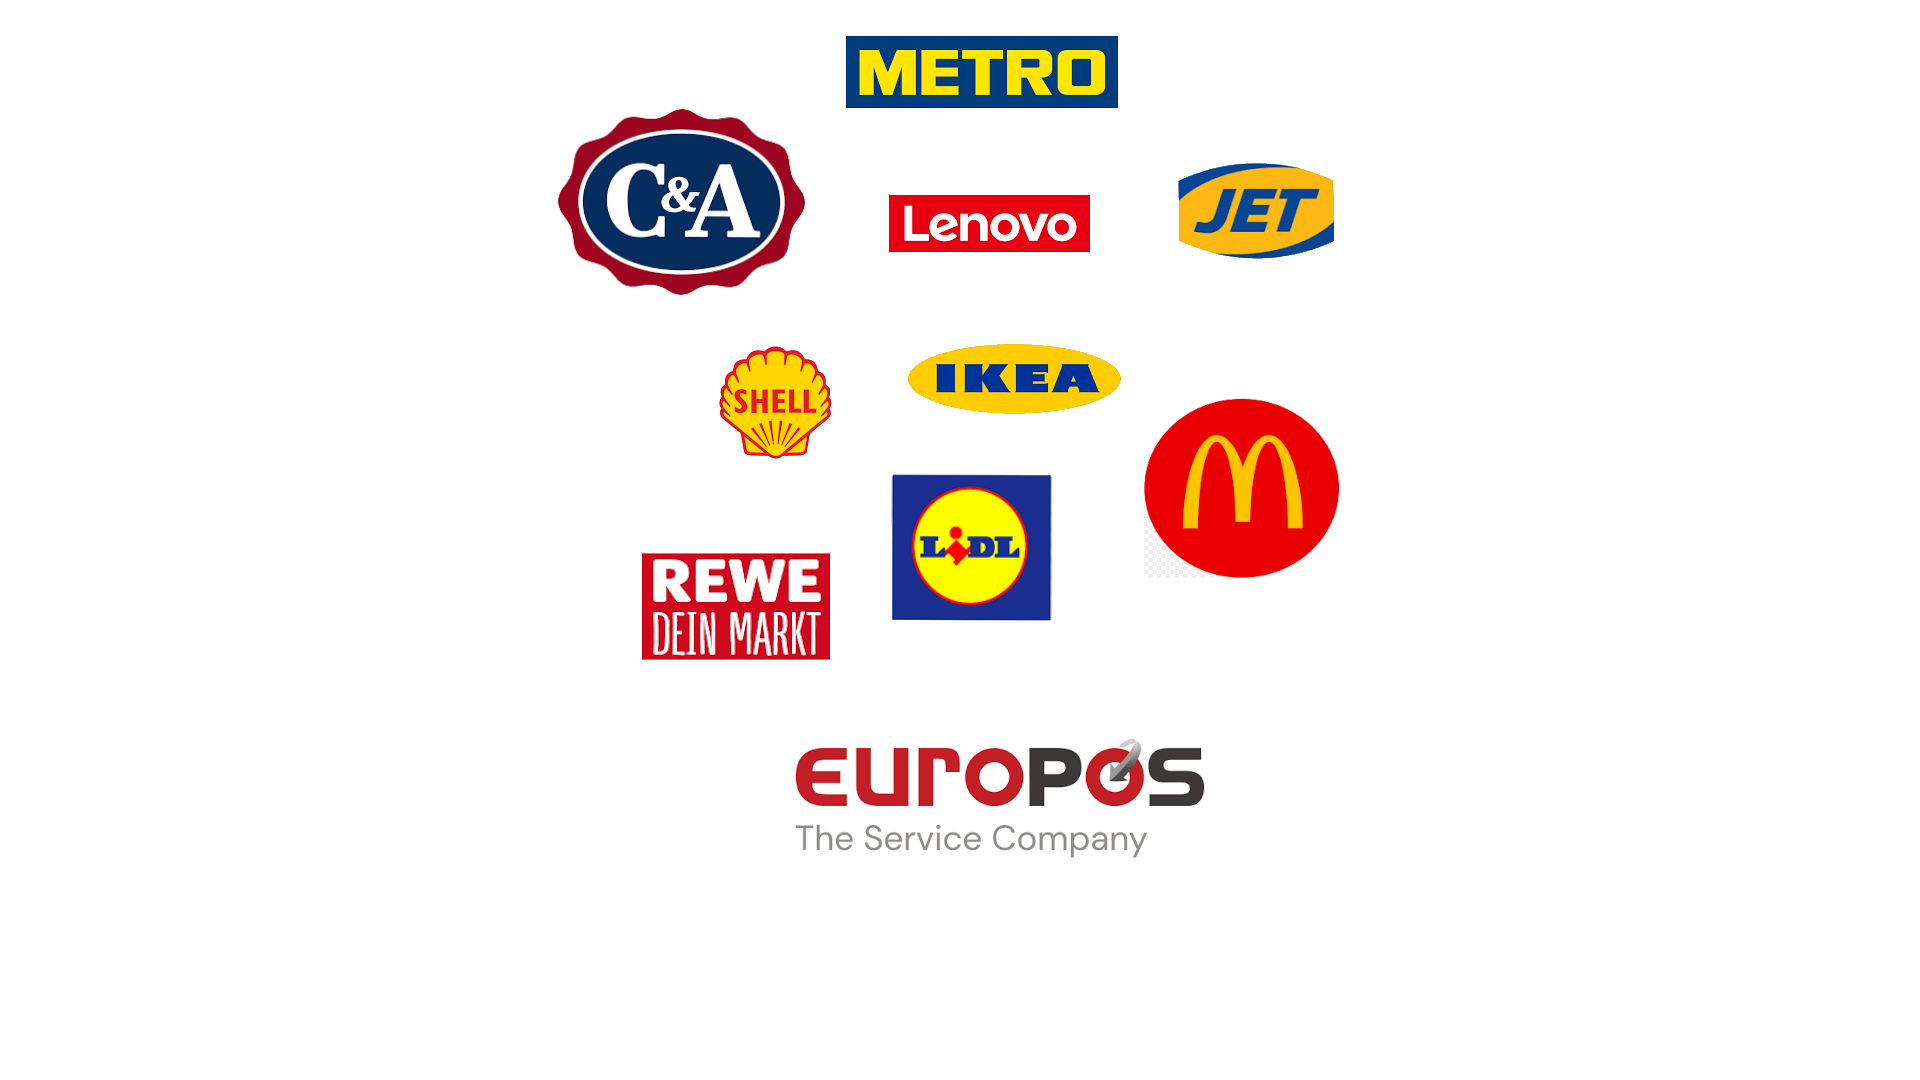 METRO
C&A
Lenovo
JET
SHELL
IKEA
M
LiDL
REWE
DEIN MARKT
EUROPOS
The Service Company